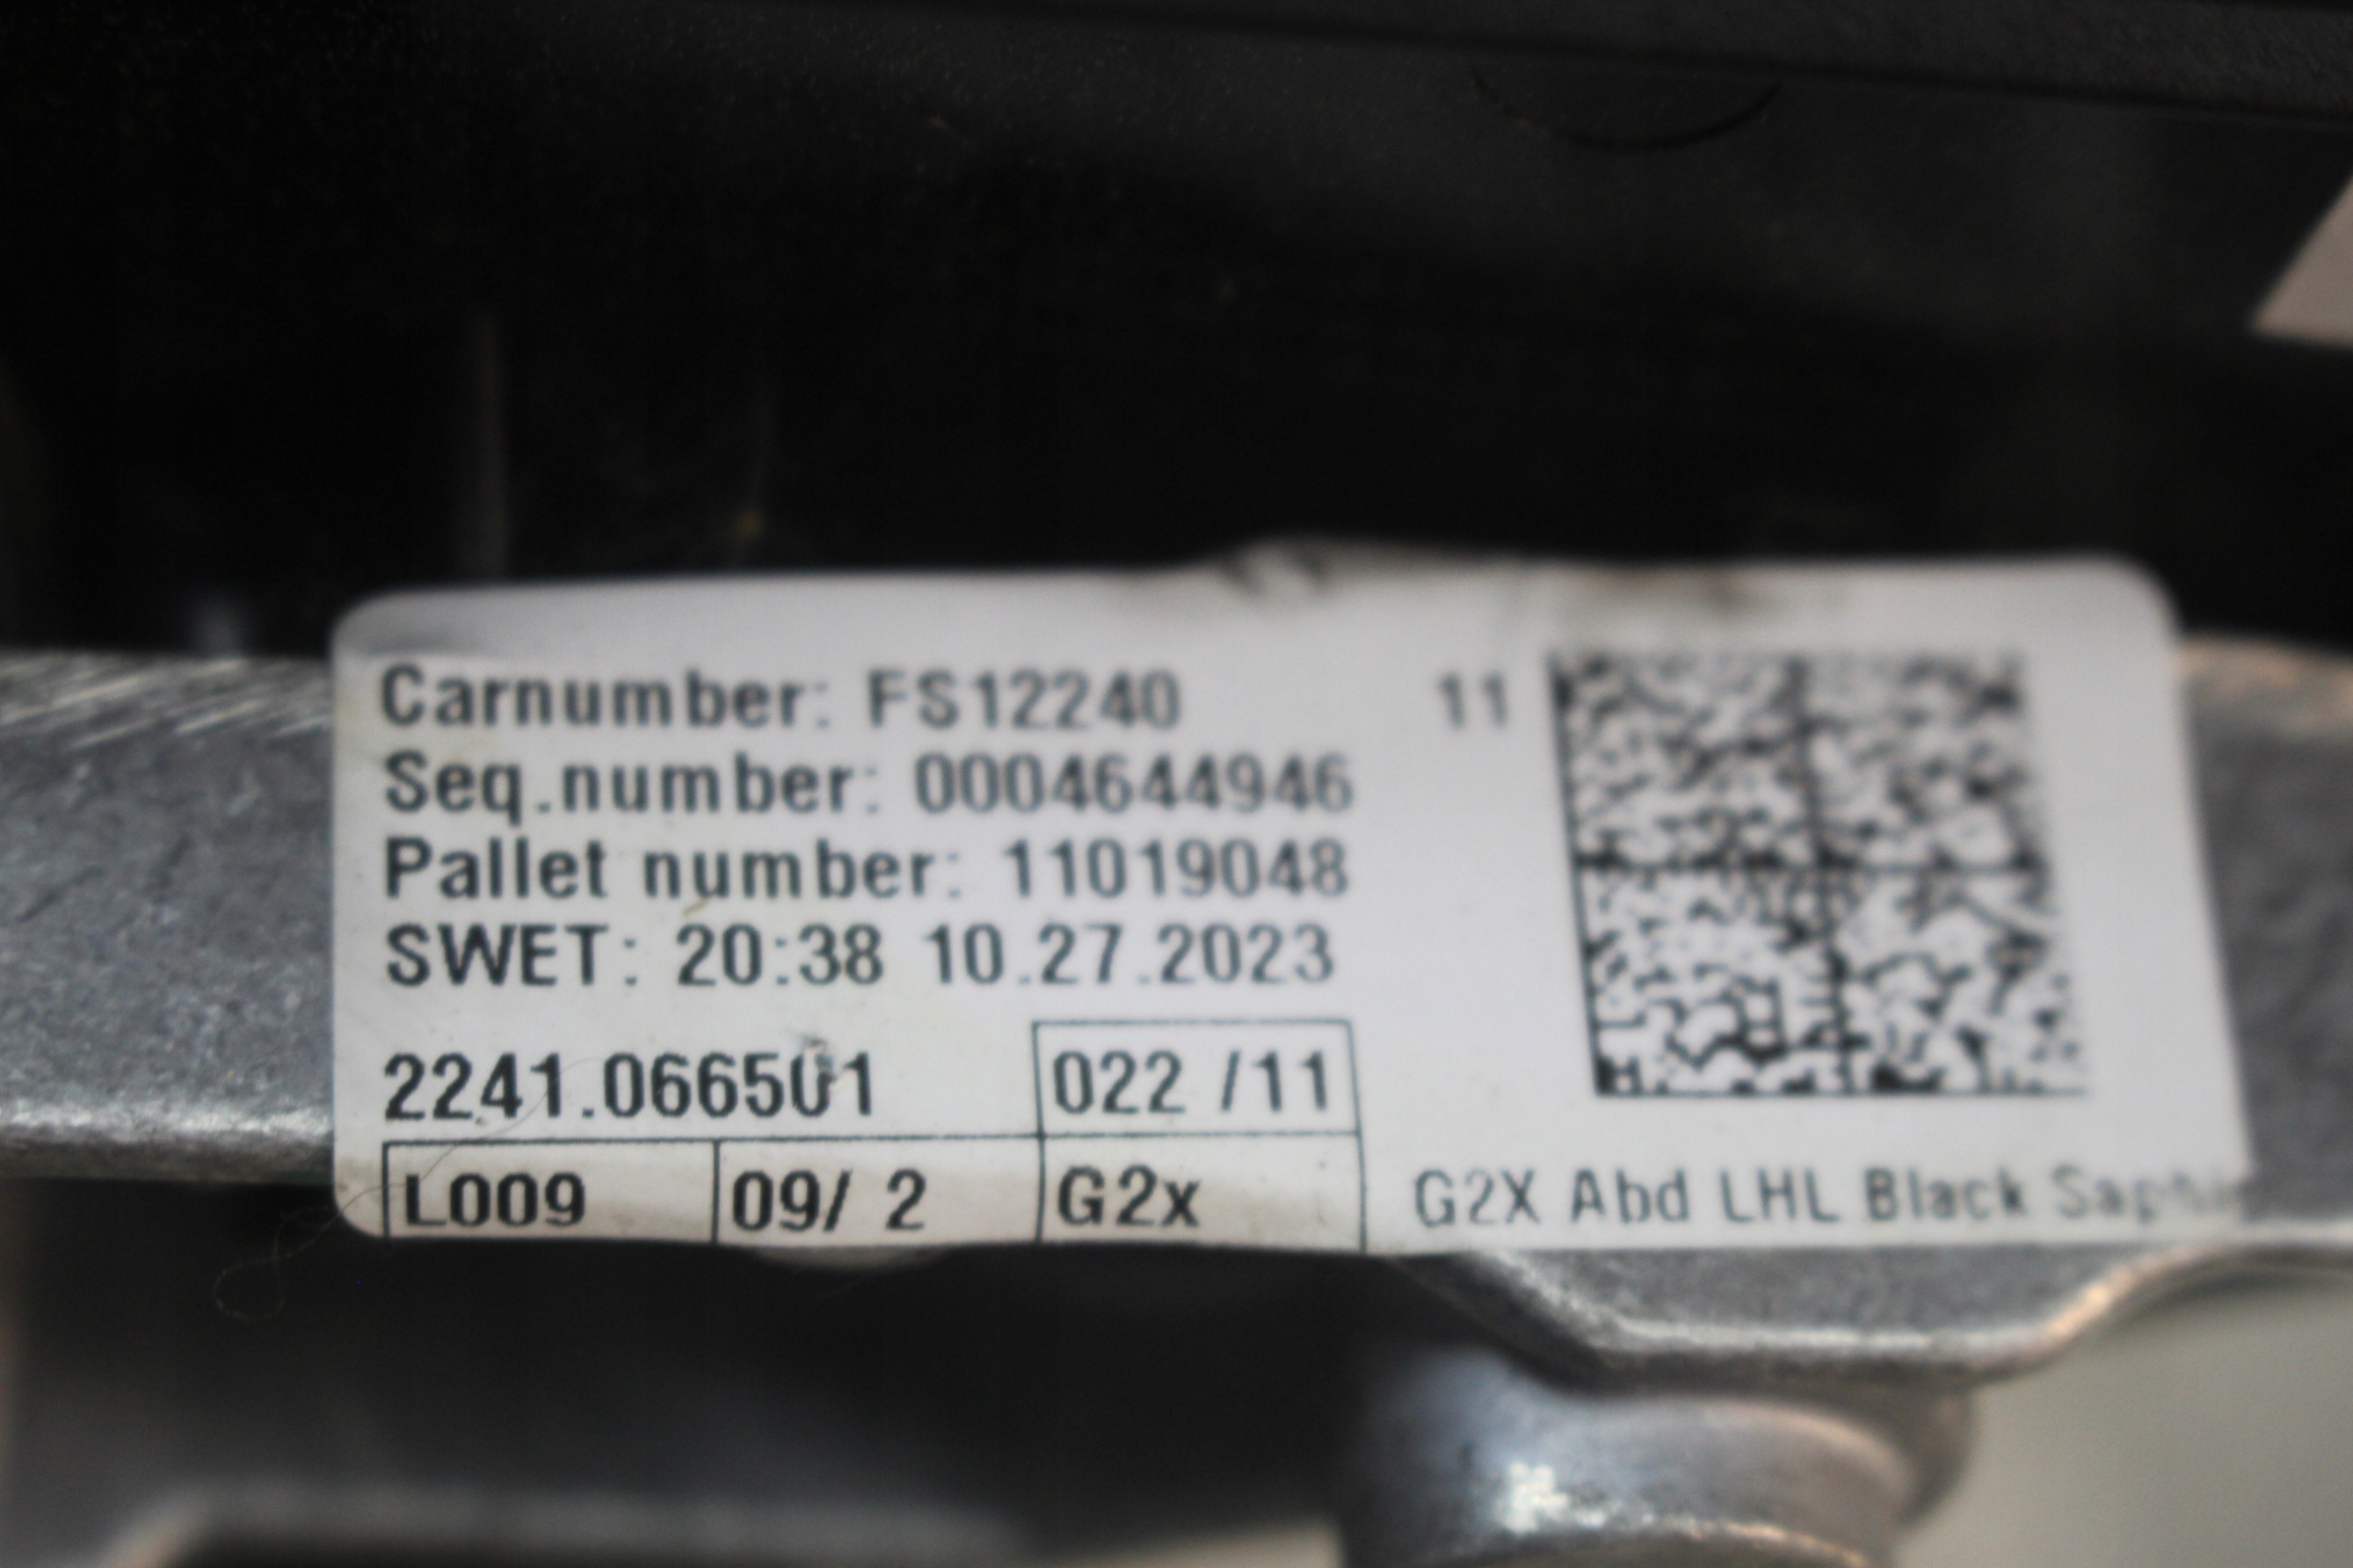 Carnumber: FS12240 11
Seq.number: 0004644946
Pallet number: 11019048
SWET: 20:38 10.27.2023
2241.066501
022 /11
L009 09/ 2 G2x
G2X Abd LHL Black